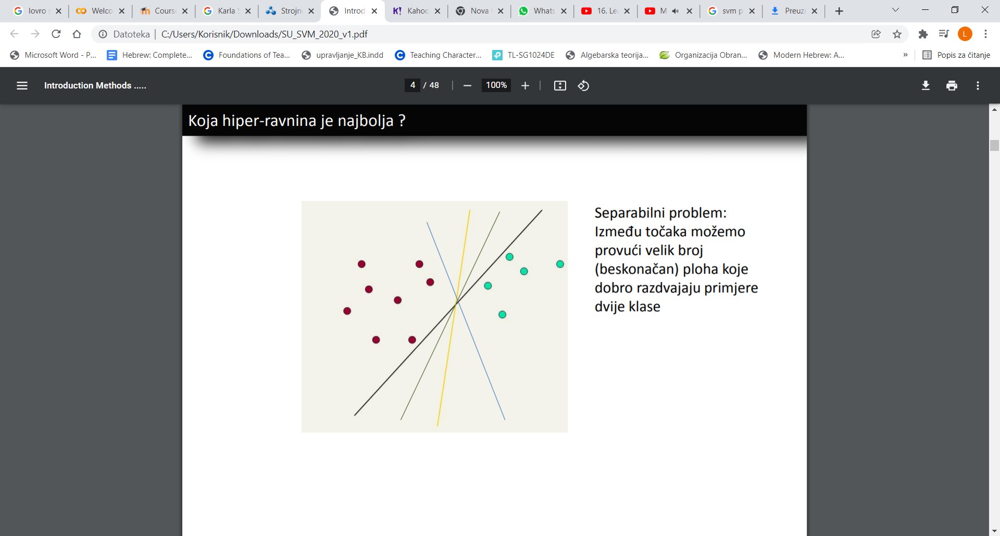 lovro
Welco
Cours
Karla
Strojn
Introd
Kahoo
Nova
Whats
16. Le
M
svm p
Preuzi
Datoteka | C:/Users/Korisnik/Downloads/SU_SVM_2020_v1.pdf
L
Microsoft Word - P...
Hebrew: Complete...
Foundations of Tea...
upravljanje_KB.indd
Teaching Character...
TL-SG1024DE
Algebarska teorija...
Organizacija Obran...
Modern Hebrew: A...
»
Popis za čitanje
Introduction Methods .....
4 / 48
100%
Koja hiper-ravnina je najbolja ?
Separabilni problem:
Između točaka možemo
provući velik broj
(beskonačan) ploha koje
dobro razdvajaju primjere
dvije klase